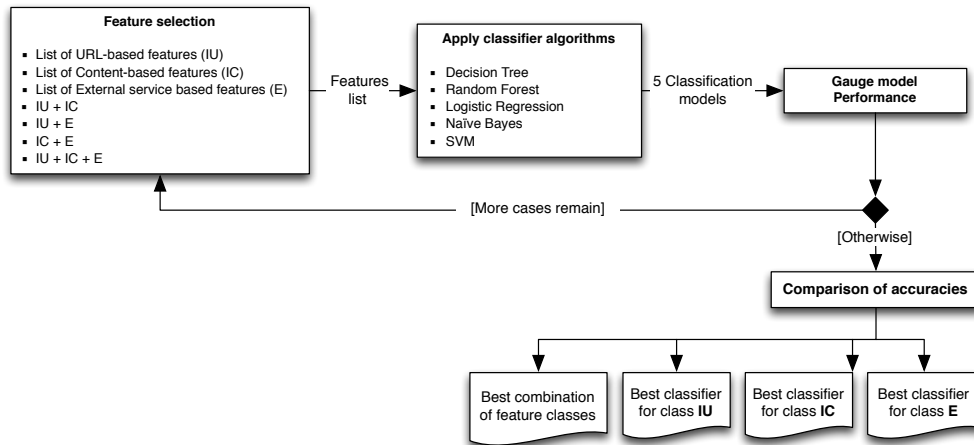 Feature selection
▪ List of URL-based features (IU)
▪ List of Content-based features (IC)
▪ List of External service based features (E)
▪ IU + IC
▪ IU + E
▪ IC + E
▪ IU + IC + E
Features
list
Apply classifier algorithms
▪ Decision Tree
▪ Random Forest
▪ Logistic Regression
▪ Naïve Bayes
▪ SVM
5 Classification
models
Gauge model
Performance
[More cases remain]
[Otherwise]
Comparison of accuracies
Best combination
of feature classes
Best classifier
for class IU
Best classifier
for class IC
Best classifier
for class E